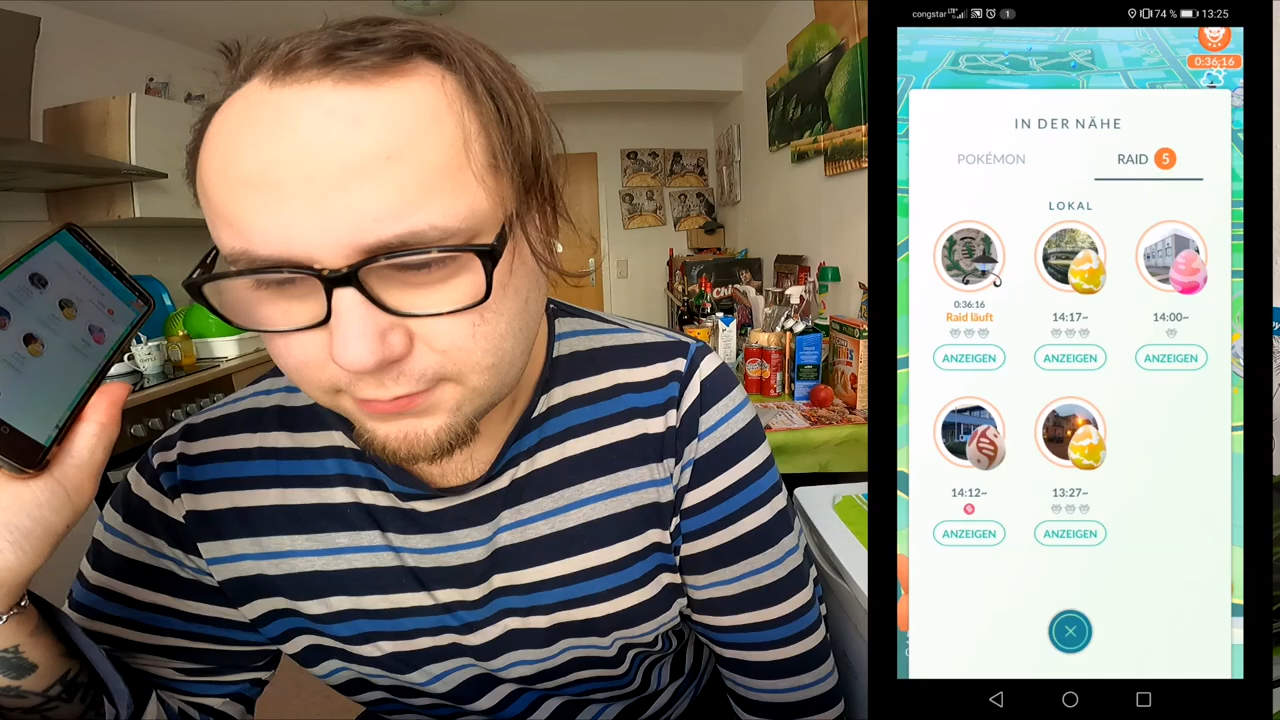 congstar
1
74 % 13:25
0:36:16
IN DER NÄHE
POKÉMON RAID 5
LOKAL
0:36:16
Raid läuft
14:17~
14:00~
ANZEIGEN ANZEIGEN ANZEIGEN
14:12~
13:27~
ANZEIGEN ANZEIGEN